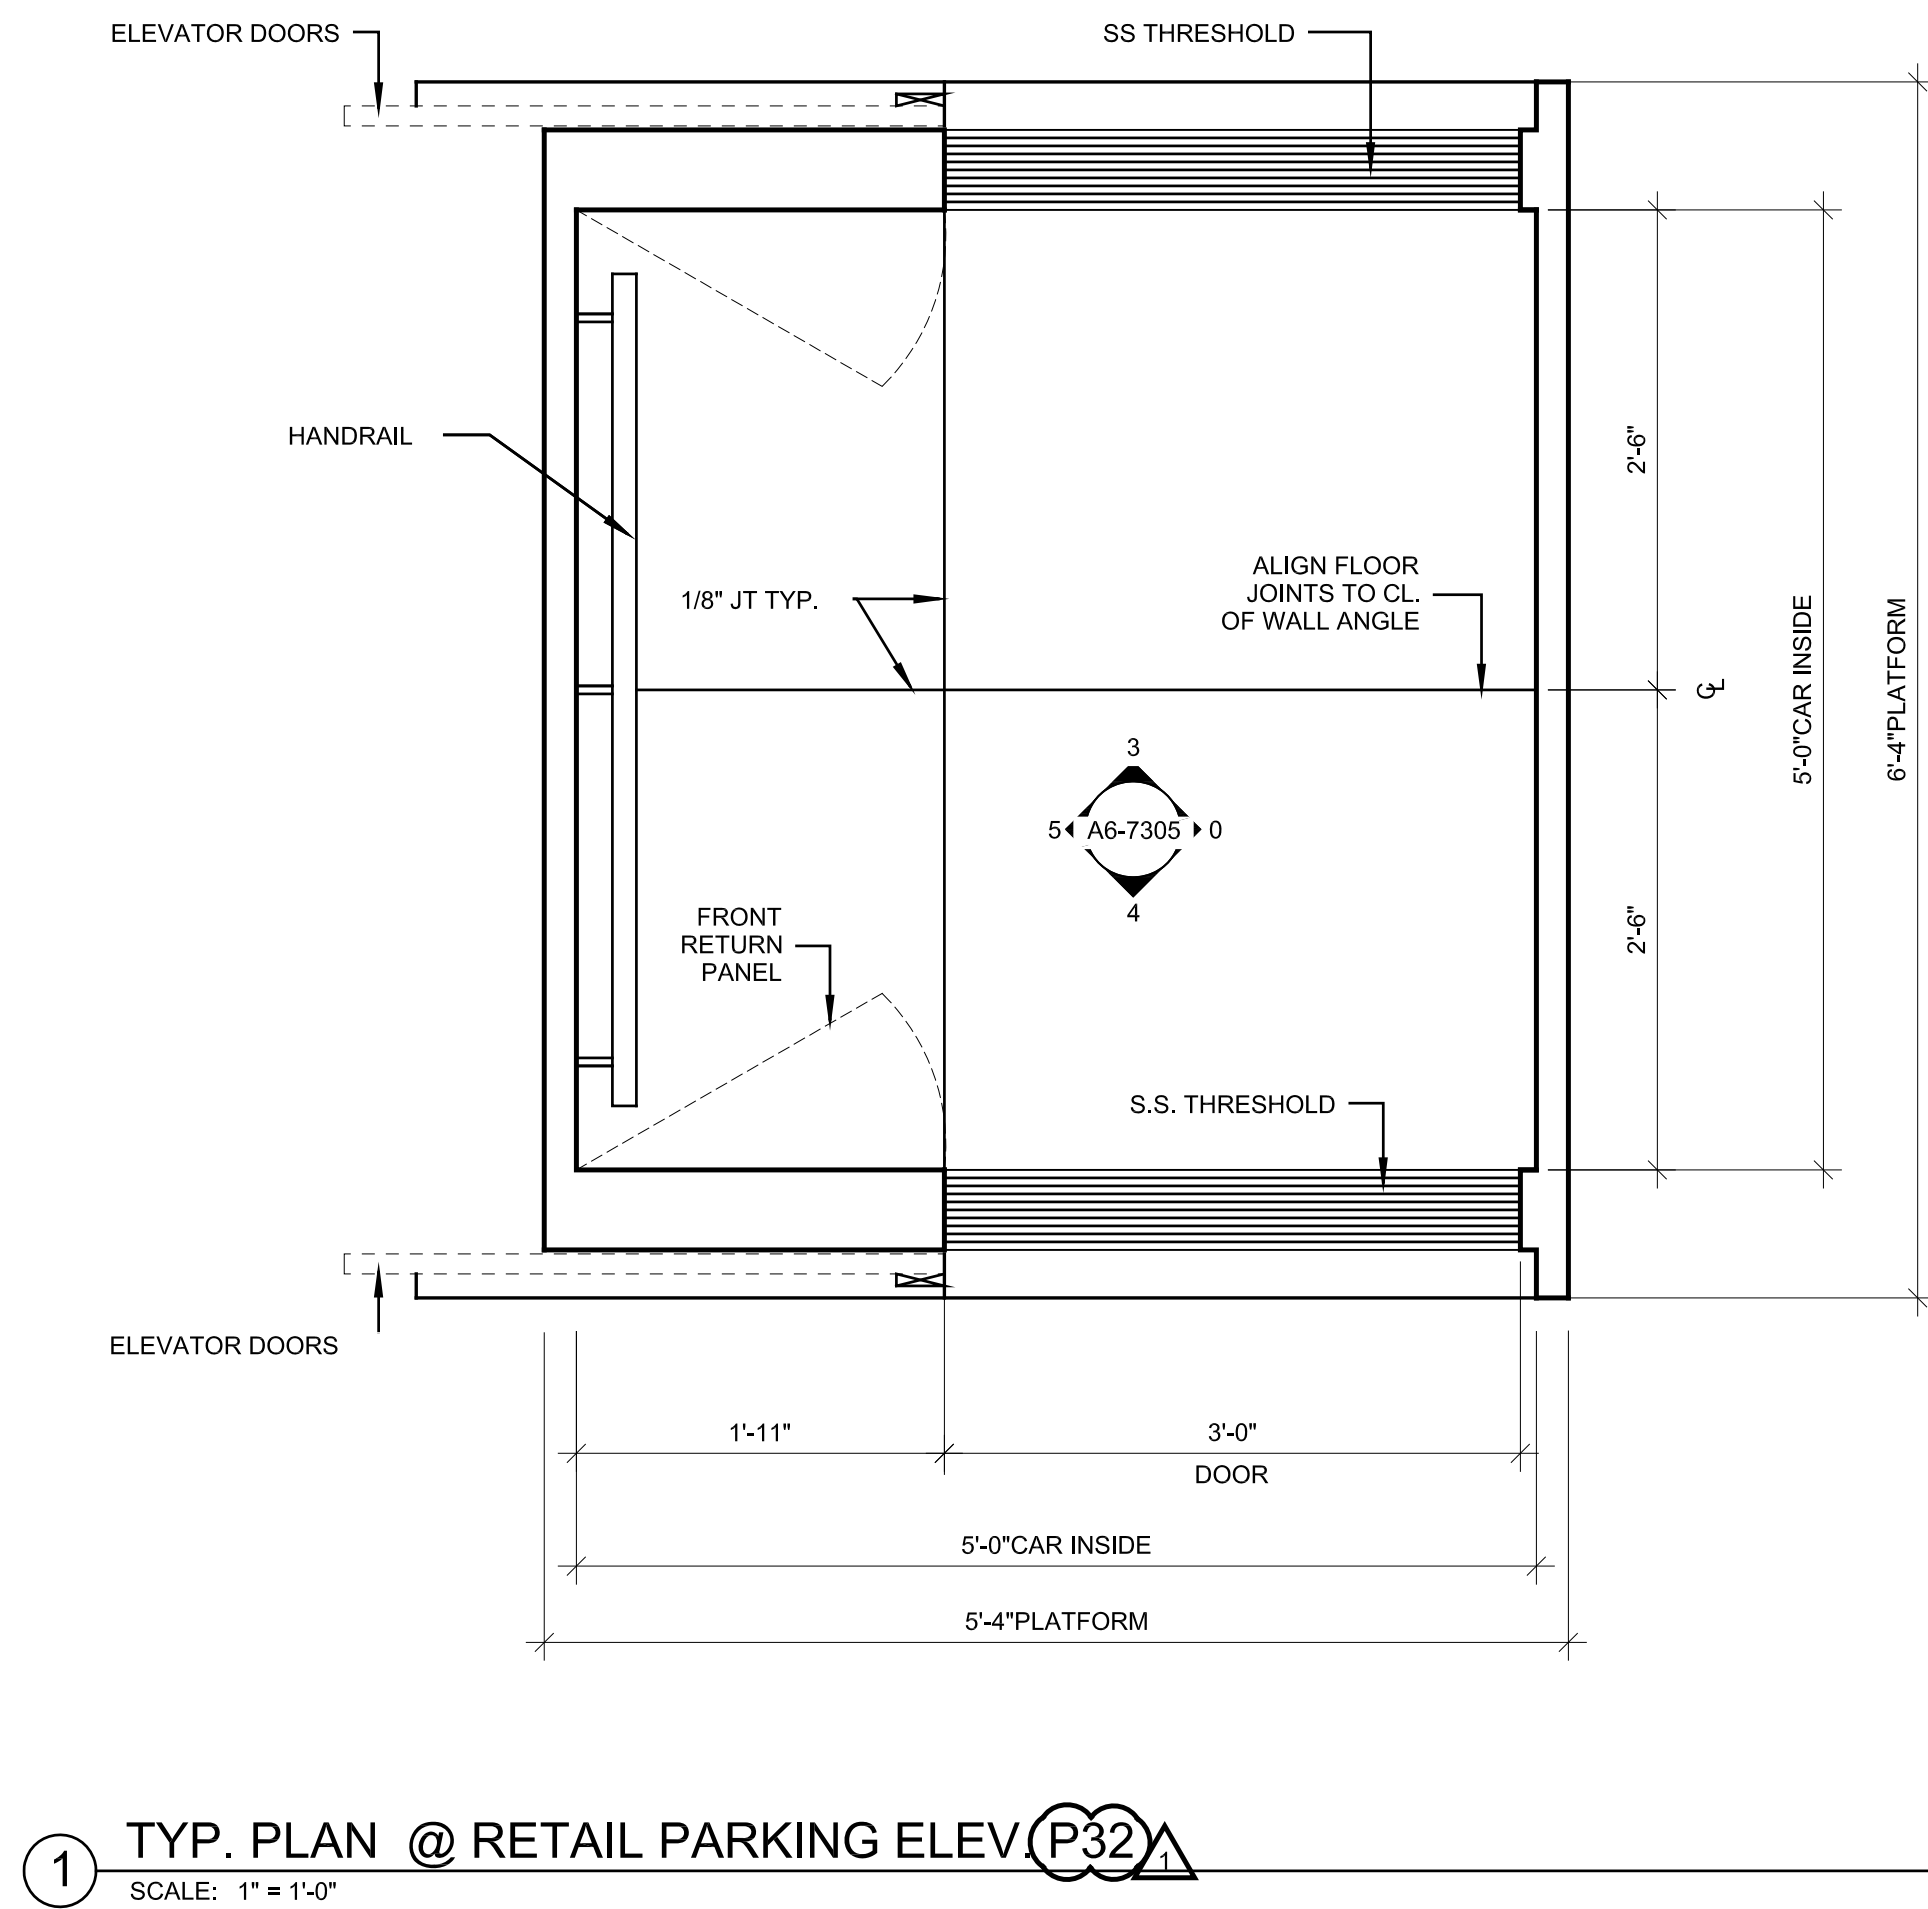 ELEVATOR DOORS
SS THRESHOLD
HANDRAIL
2'-6"
1/8" JT TYP.
ALIGN FLOOR
JOINTS TO CL.
OF WALL ANGLE
5'-0"CAR INSIDE
6'-4"PLATFORM
CL
3
5
A6-7305
0
4
FRONT
RETURN
PANEL
2'-6"
S.S. THRESHOLD
ELEVATOR DOORS
1'-11"
3'-0"
DOOR
5'-0"CAR INSIDE
5'-4"PLATFORM
1
TYP. PLAN @ RETAIL PARKING ELEV. P32
1
SCALE: 1" = 1'-0"